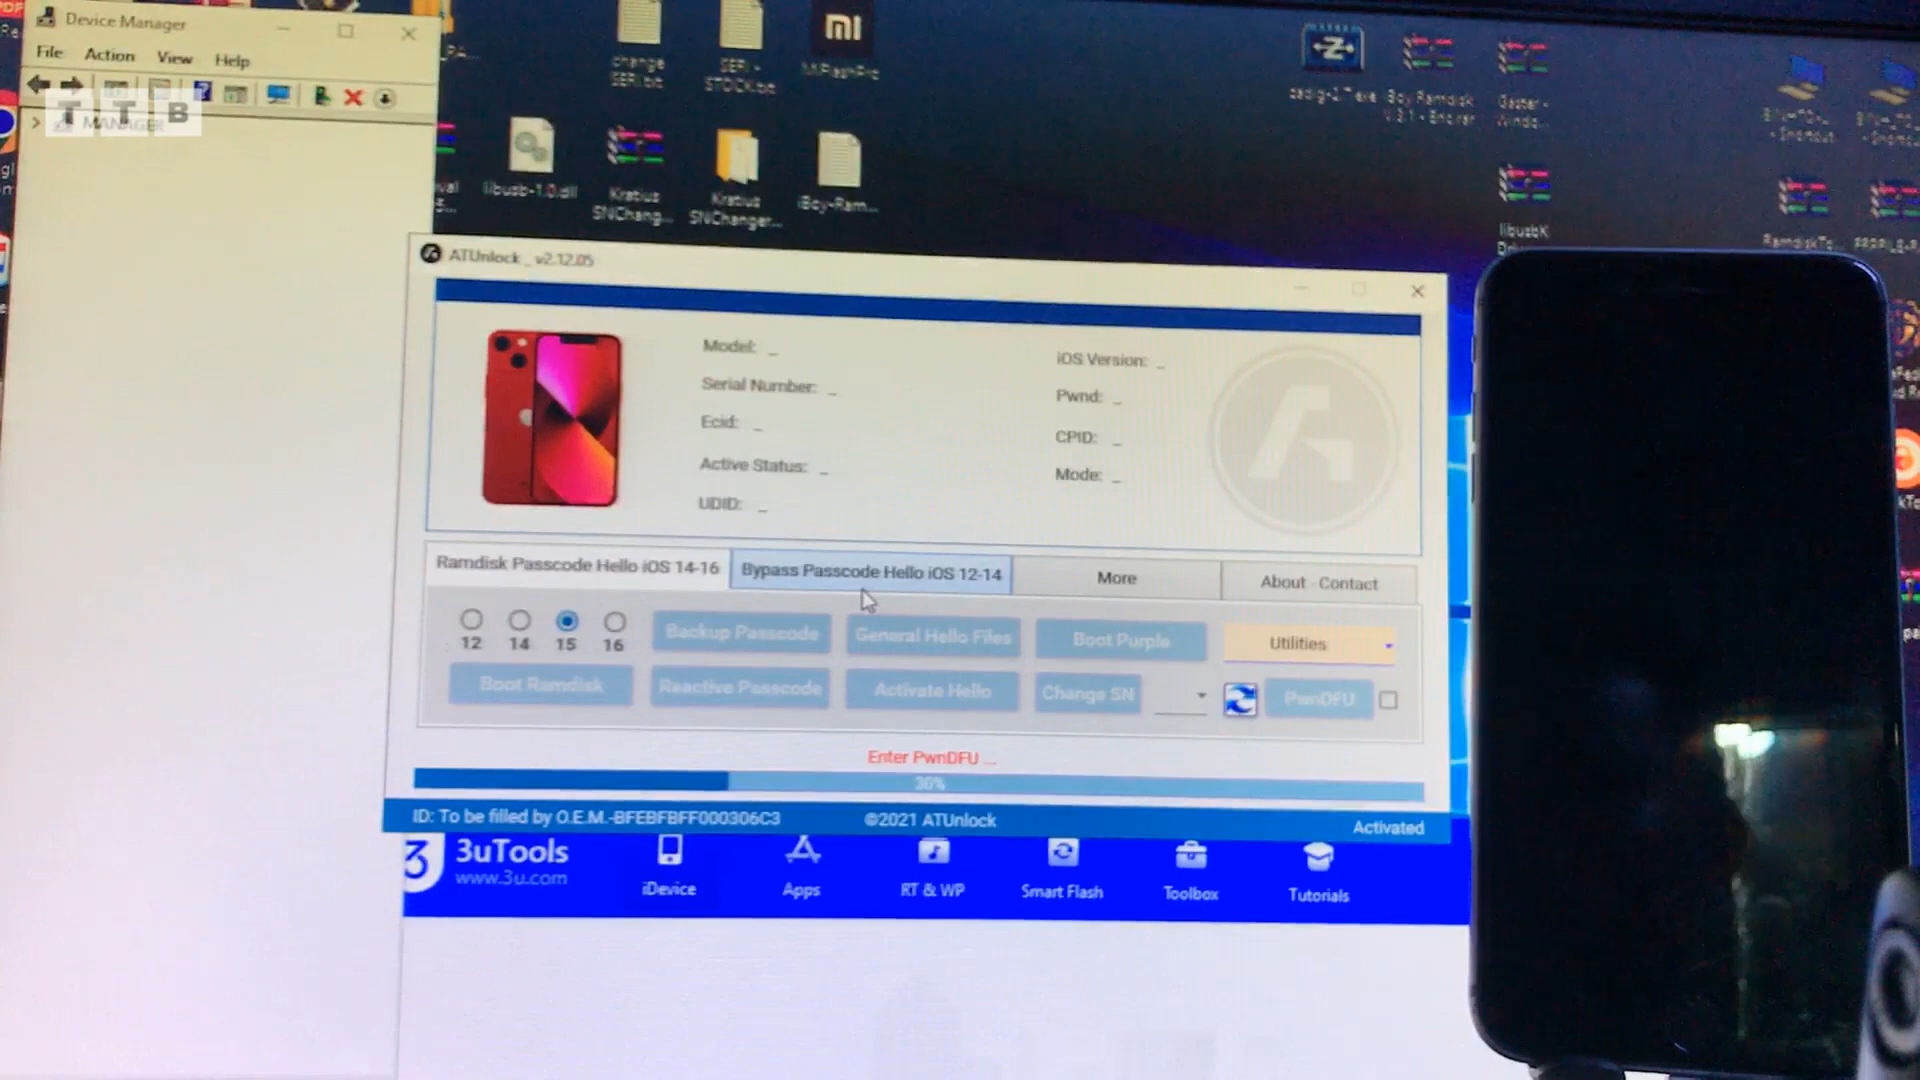 Device Manager
File Action View Help
TTB
change
SERI.txt
SERI -
STOCK.txt
MiFlashPro
libusb-1.0.dll
Kratius
SNChang...
Kratius
SNChanger...
iBoy-Ram...
iBoy Ramdisk
libusbK
ATUnlock _ v2.12.05
Model: _
Serial Number: _
Ecid: _
Active Status: _
UDID: _
iOS Version: _
Pwnd: _
CPID: _
Mode: _
Ramdisk Passcode Hello iOS 14-16
Bypass Passcode Hello iOS 12-14
More
About - Contact
12 14 15 16
Backup Passcode
General Hello Files
Boot Purple
Utilities
Boot Ramdisk
Reactive Passcode
Activate Hello
Change SN
PwnDFU
Enter PwnDFU ...
30%
ID: To be filled by O.E.M.-BFEBFBFF000306C3
©2021 ATUnlock
Activated
3uTools
www.3u.com
iDevice
Apps
RT & WP
Smart Flash
Toolbox
Tutorials